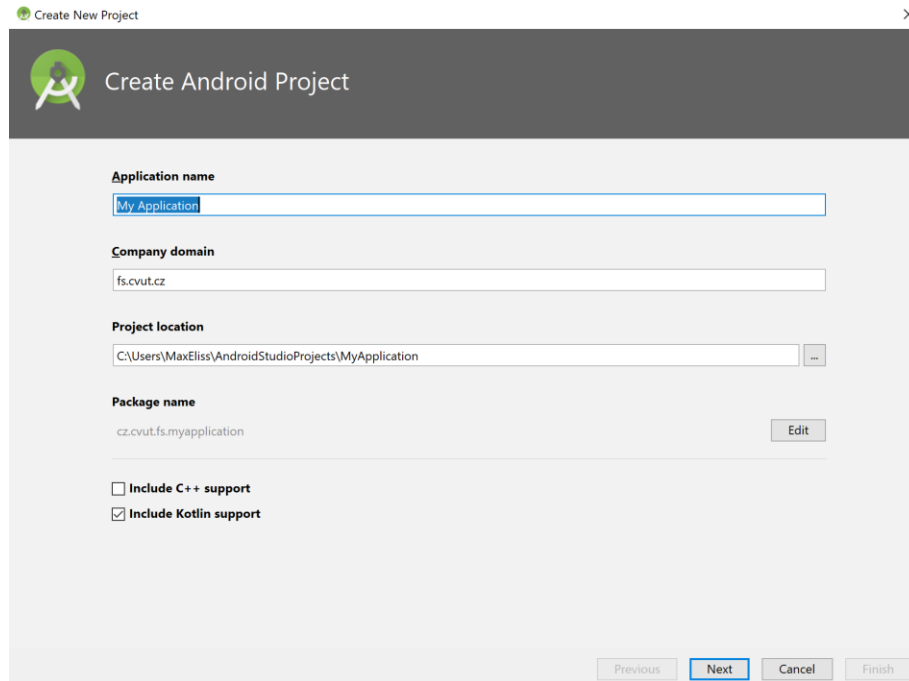 Create New Project
Create Android Project
Application name
My Application
Company domain
fs.cvut.cz
Project location
C:\Users\MaxEliss\AndroidStudioProjects\MyApplication
...
Package name
cz.cvut.fs.myapplication
Edit
Include C++ support
Include Kotlin support
Previous Next Cancel Finish